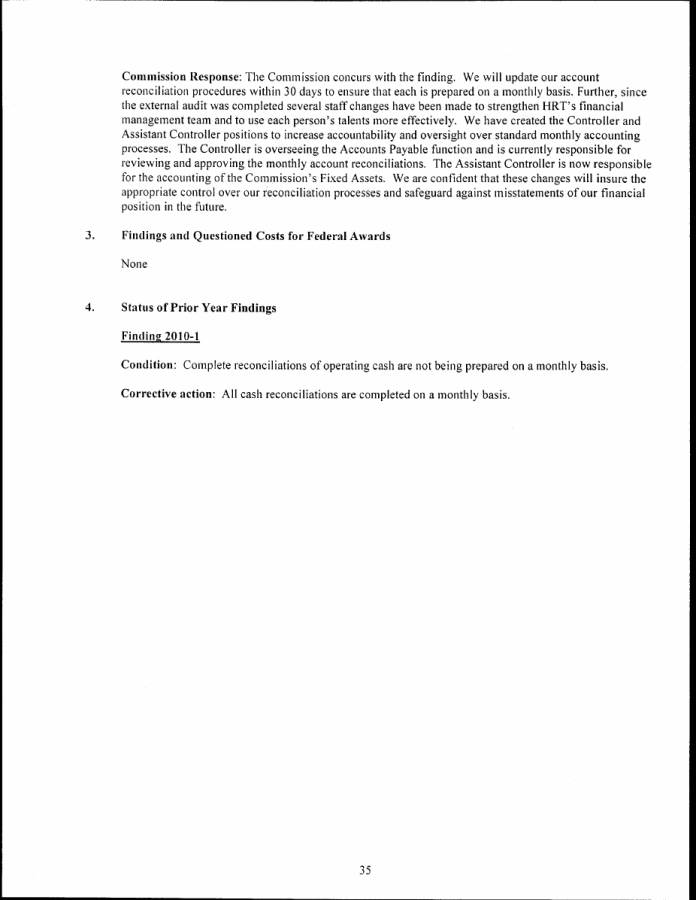 Commission Response: The Commission concurs with the finding. We will update our account
reconciliation procedures within 30 days to ensure that each is prepared on a monthly basis. Further, since
the external audit was completed several staff changes have been made to strengthen HRT's financial
management team and to use each person's talents more effectively. We have created the Controller and
Assistant Controller positions to increase accountability and oversight over standard monthly accounting
processes. The Controller is overseeing the Accounts Payable function and is currently responsible for
reviewing and approving the monthly account reconciliations. The Assistant Controller is now responsible
for the accounting of the Commission's Fixed Assets. We are confident that these changes will insure the
appropriate control over our reconciliation processes and safeguard against misstatements of our financial
position in the future.
3. Findings and Questioned Costs for Federal Awards
None
4. Status of Prior Year Findings
Finding 2010-1
Condition: Complete reconciliations of operating cash are not being prepared on a monthly basis.
Corrective action: All cash reconciliations are completed on a monthly basis.
35